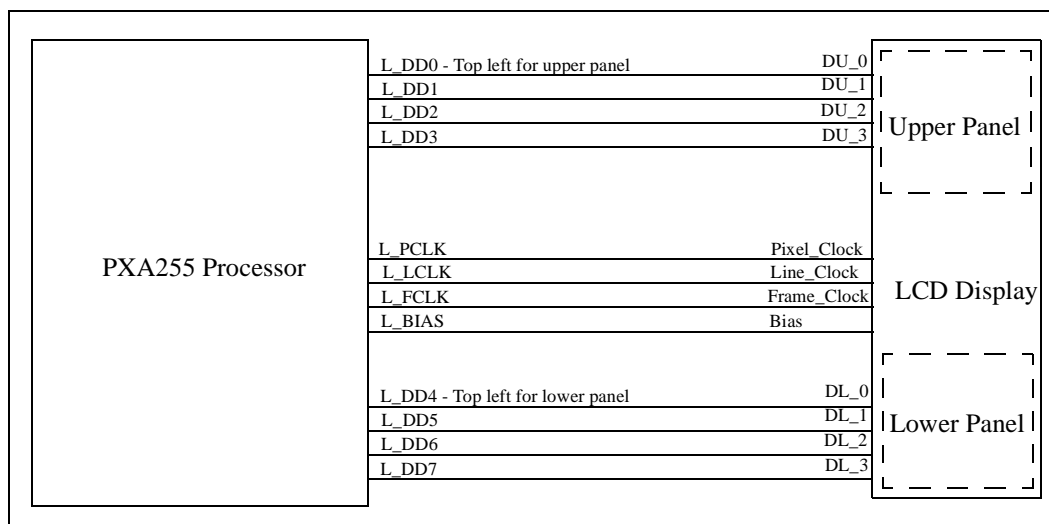 L_DD0 - Top left for upper panel DU_0
L_DD1 DU_1
L_DD2 DU_2
L_DD3 DU_3
Upper Panel
PXA255 Processor
L_PCLK Pixel_Clock
L_LCLK Line_Clock
L_FCLK Frame_Clock
L_BIAS Bias
LCD Display
L_DD4 - Top left for lower panel DL_0
L_DD5 DL_1
L_DD6 DL_2
L_DD7 DL_3
Lower Panel